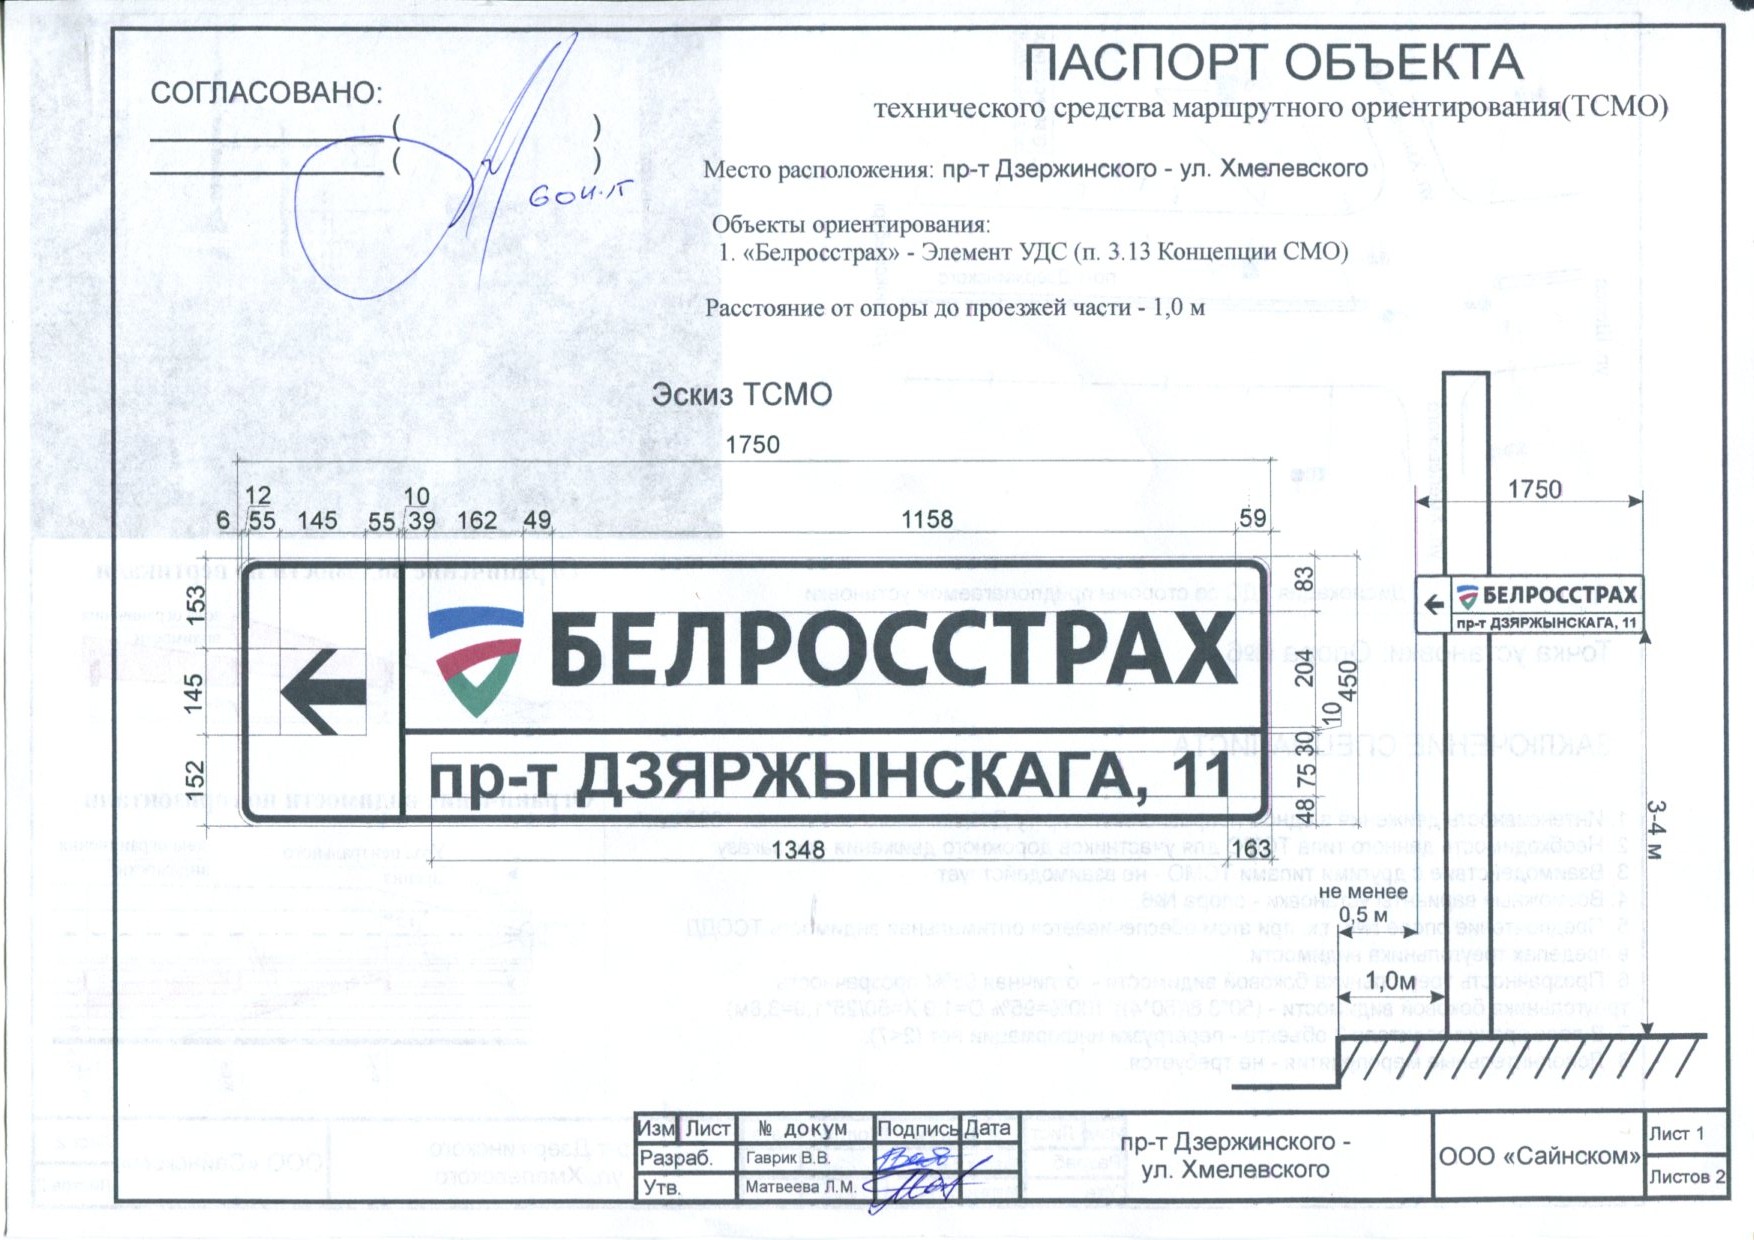 ПАСПОРТ ОБЪЕКТА
технического средства маршрутного ориентирования(ТСМО)
СОГЛАСОВАНО:
( )
( )
Место расположения: пр-т Дзержинского - ул. Хмелевского
Объекты ориентирования:
1. «Белросстрах» - Элемент УДС (п. 3.13 Концепции СМО)
Расстояние от опоры до проезжей части - 1,0 м
Эскиз ТСМО
1750
12 10
6 55 145 55 39 162 49 1158 59
153
145
152
БЕЛРОССТРАХ
пр-т ДЗЯРЖЫНСКАГА, 11
83
204
10
450
30
75
48
1348 163
1750
БЕЛРОССТРАХ
пр-т ДЗЯРЖЫНСКАГА, 11
3-4 м
не менее
0,5 м
1,0м
Изм Лист № докум Подпись Дата
Разраб. Гаврик В.В.
Утв. Матвеева Л.М.
пр-т Дзержинского -
ул. Хмелевского
ООО «Сайнском»
Лист 1
Листов 2